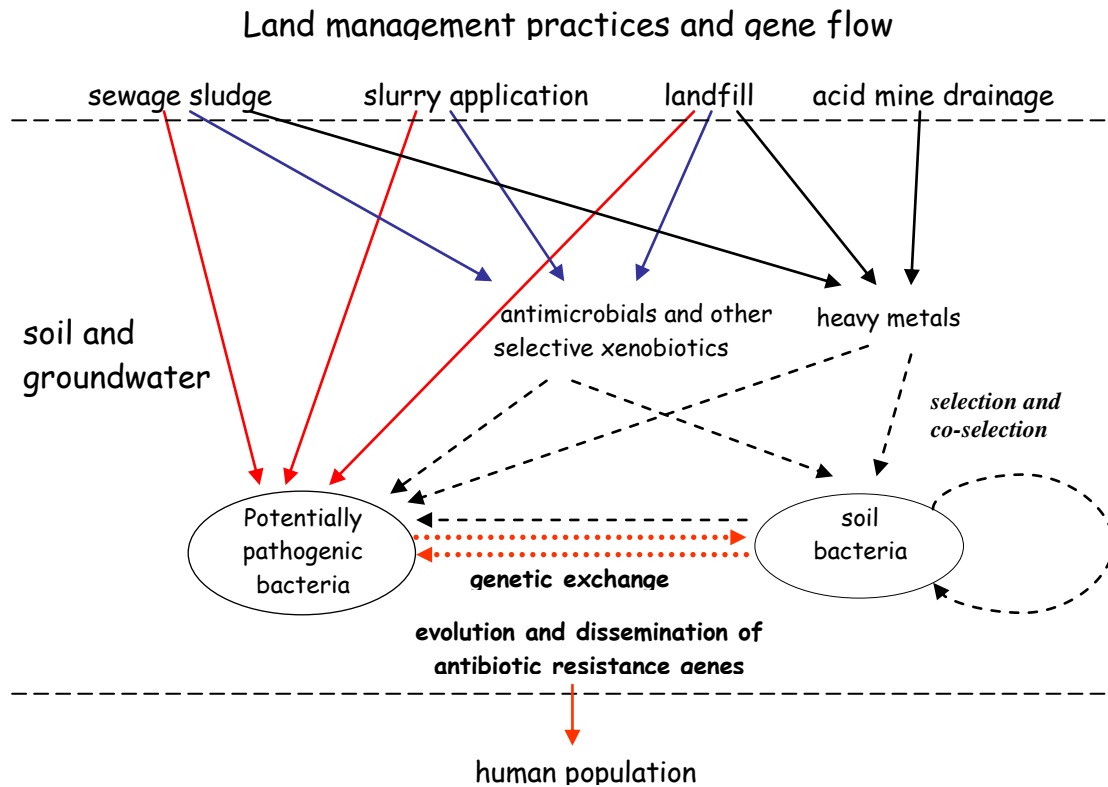 Land management practices and gene flow
sewage sludge
slurry application
landfill
acid mine drainage
antimicrobials and other
selective xenobiotics
heavy metals
soil and
groundwater
selection and
co-selection
Potentially
pathogenic
bacteria
soil
bacteria
genetic exchange
evolution and dissemination of
antibiotic resistance genes
human population